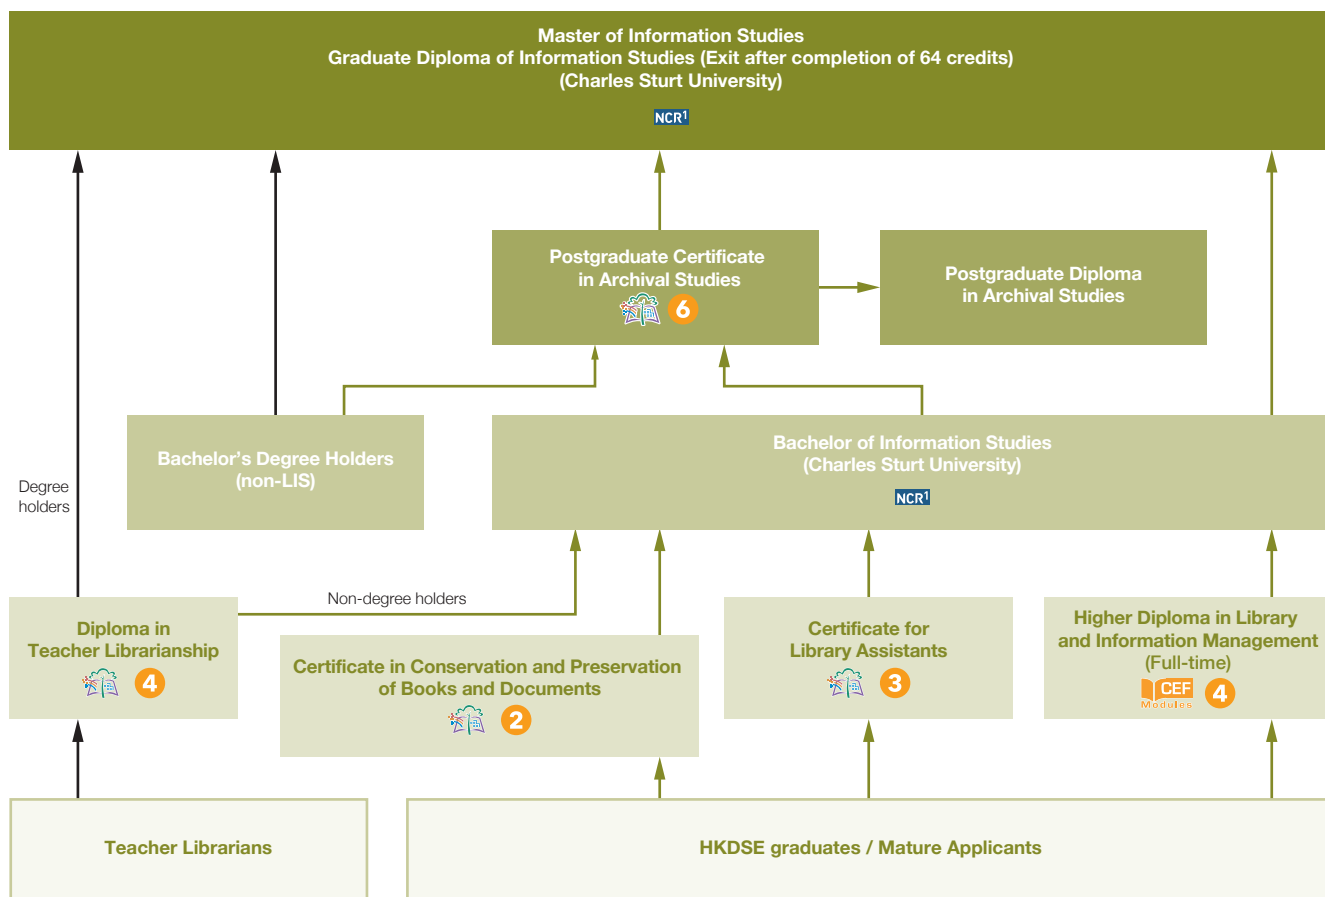 Master of Information Studies
Graduate Diploma of Information Studies (Exit after completion of 64 credits)
(Charles Sturt University)
NCR1
Postgraduate Certificate
in Archival Studies
6
Postgraduate Diploma
in Archival Studies
Bachelor's Degree Holders
(non-LIS)
Bachelor of Information Studies
(Charles Sturt University)
NCR1
Degree
holders
Non-degree holders
Diploma in
Teacher Librarianship
4
Certificate in Conservation and Preservation
of Books and Documents
2
Certificate for
Library Assistants
3
Higher Diploma in Library
and Information Management
(Full-time)
CEF
Modules
4
Teacher Librarians
HKDSE graduates / Mature Applicants